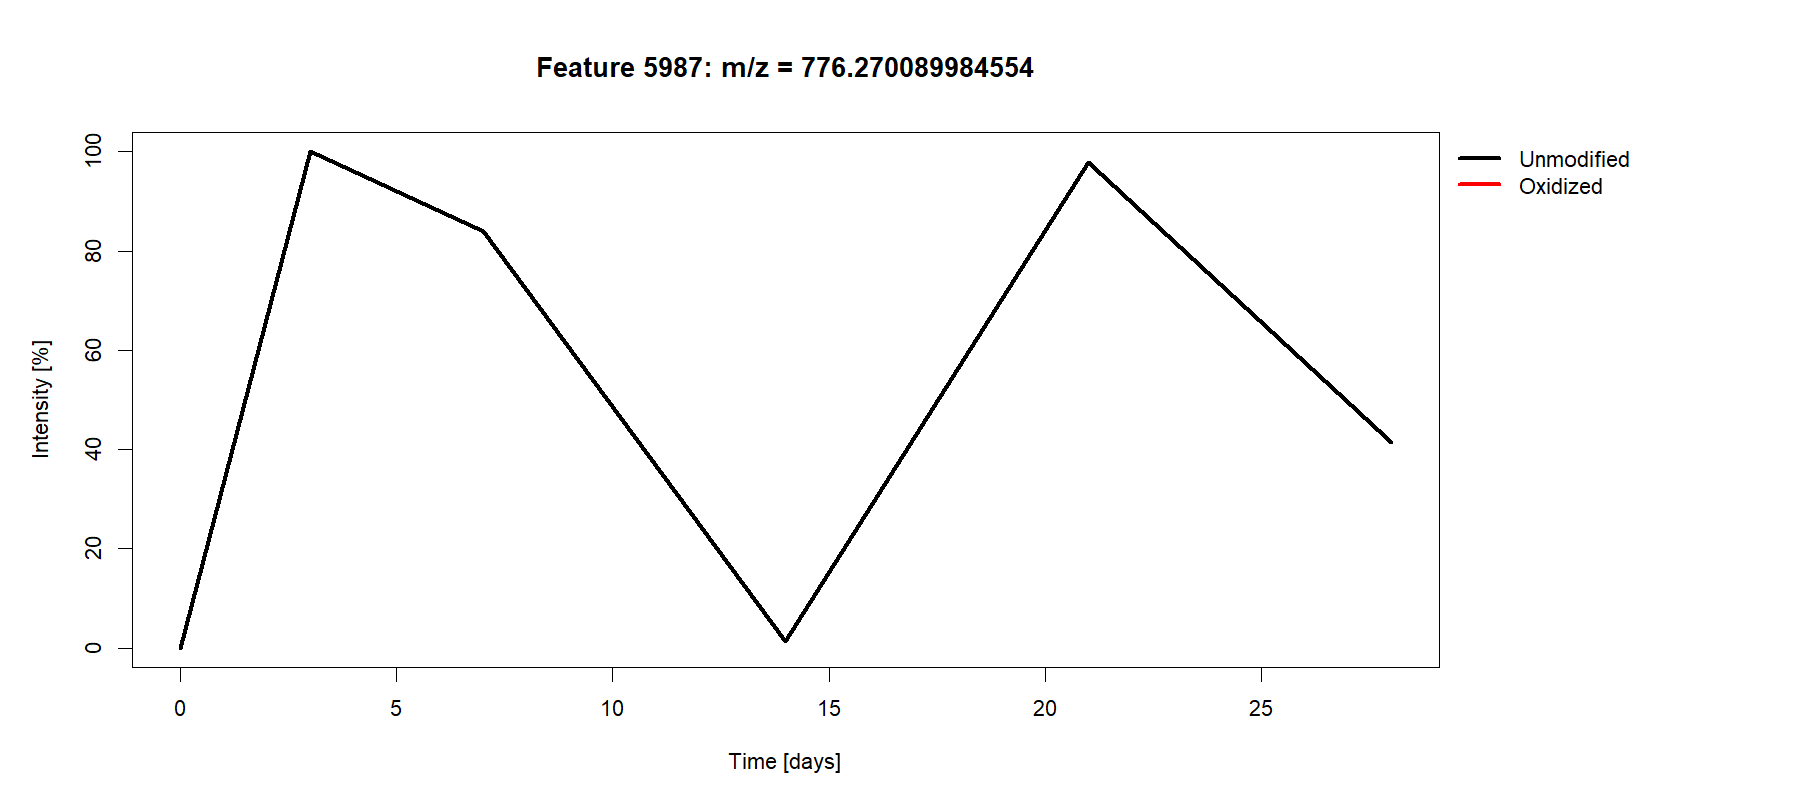 Feature 5987: m/z = 776.270089984554
Unmodified
Oxidized
Intensity [%]
100
80
60
40
20
0
0 5 10 15 20 25
Time [days]